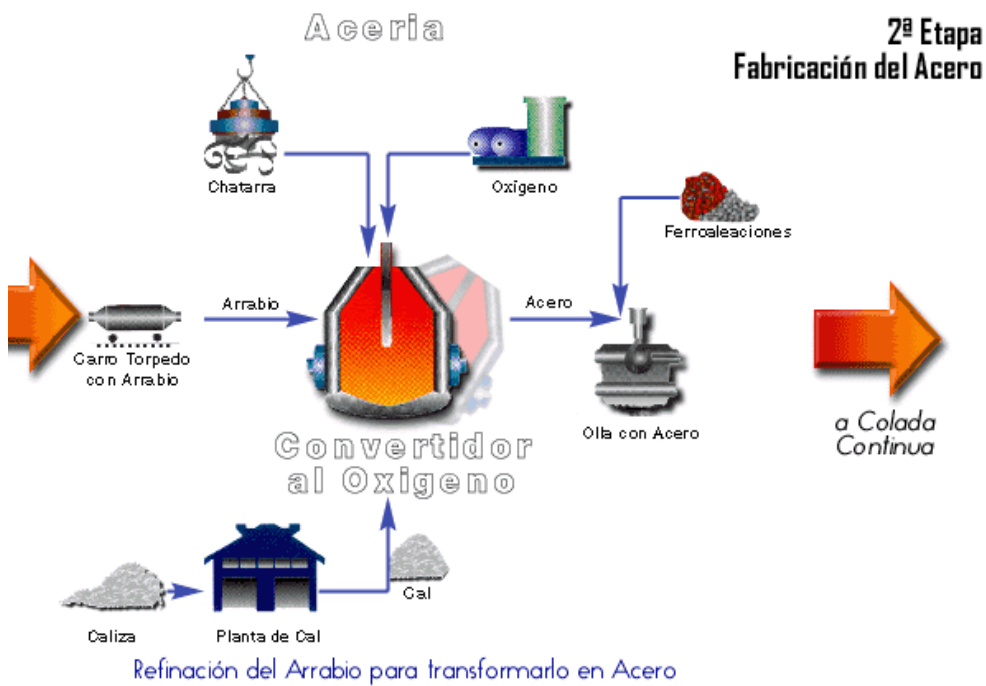 Aceria
2ª Etapa
Fabricación del Acero
Chatarra
Oxigeno
Ferroaleaciones
Arrabio
Acero
Carro Torpedo
con Arrabio
Olla con Acero
a Colada
Continua
Convertidor
al Oxigeno
Cal
Caliza
Planta de Cal
Refinación del Arrabio para transformarlo en Acero